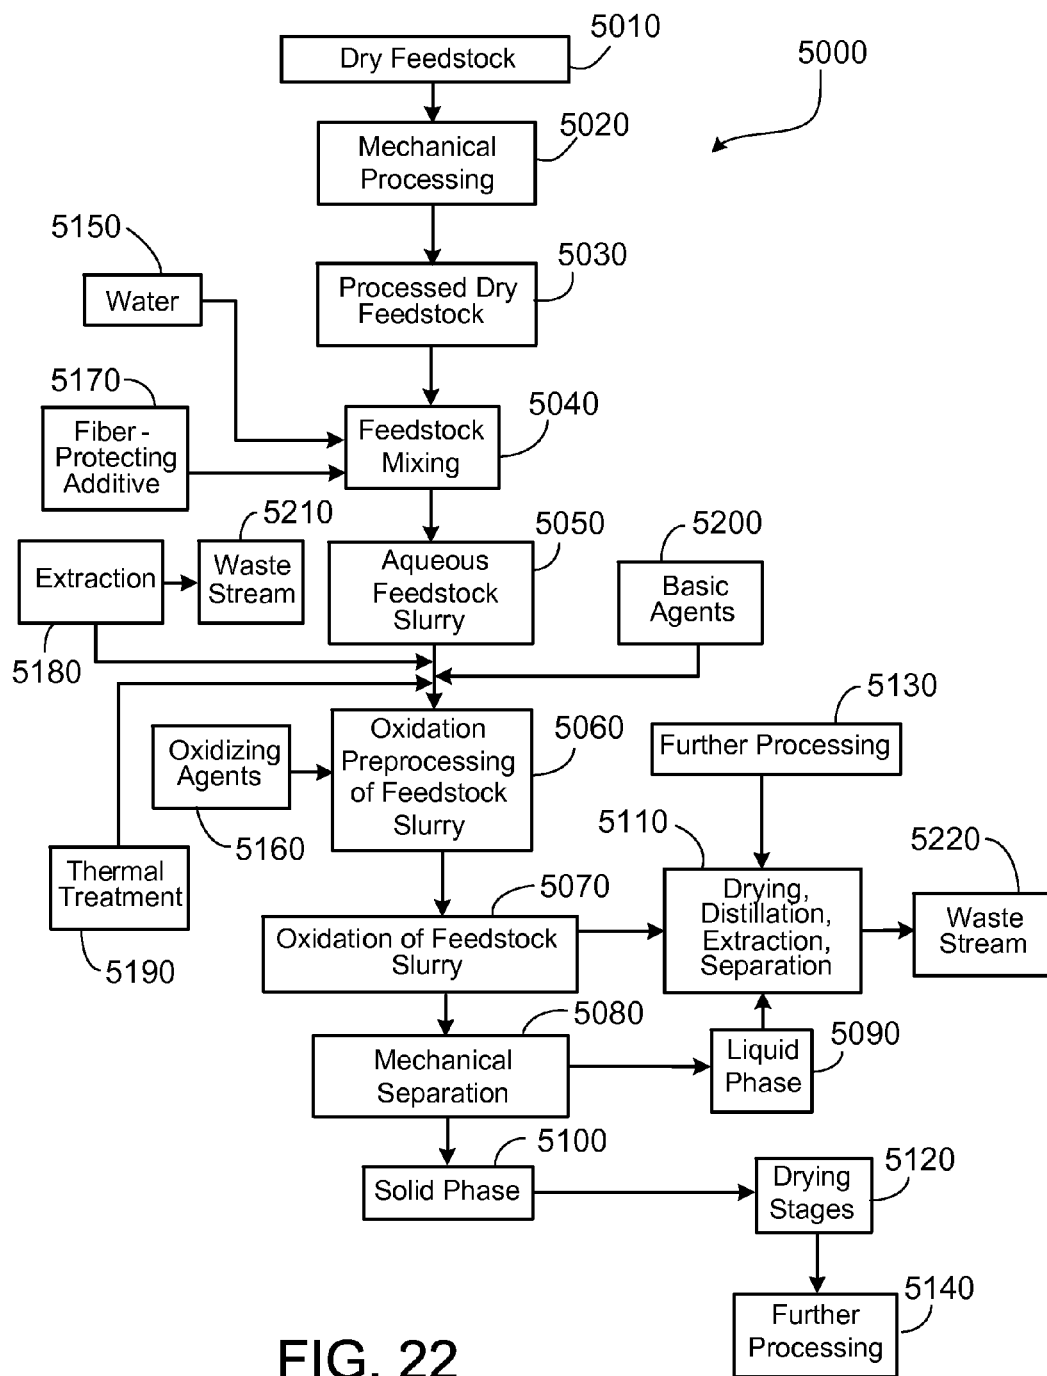 5010
Dry Feedstock
5000
5020
Mechanical
Processing
5150
Water
5030
Processed Dry
Feedstock
5170
Fiber -
Protecting
Additive
5040
Feedstock
Mixing
5210
Extraction
Waste
Stream
5180
5050
Aqueous
Feedstock
Slurry
5200
Basic
Agents
5130
Further Processing
Oxidizing
Agents
5160
5060
Oxidation
Preprocessing
of Feedstock
Slurry
5110
Drying,
Distillation,
Extraction,
Separation
5220
Waste
Stream
Thermal
Treatment
5190
5070
Oxidation of Feedstock
Slurry
5080
Mechanical
Separation
Liquid
Phase
5090
5100
Solid Phase
Drying
Stages
5120
Further
Processing
5140
FIG. 22